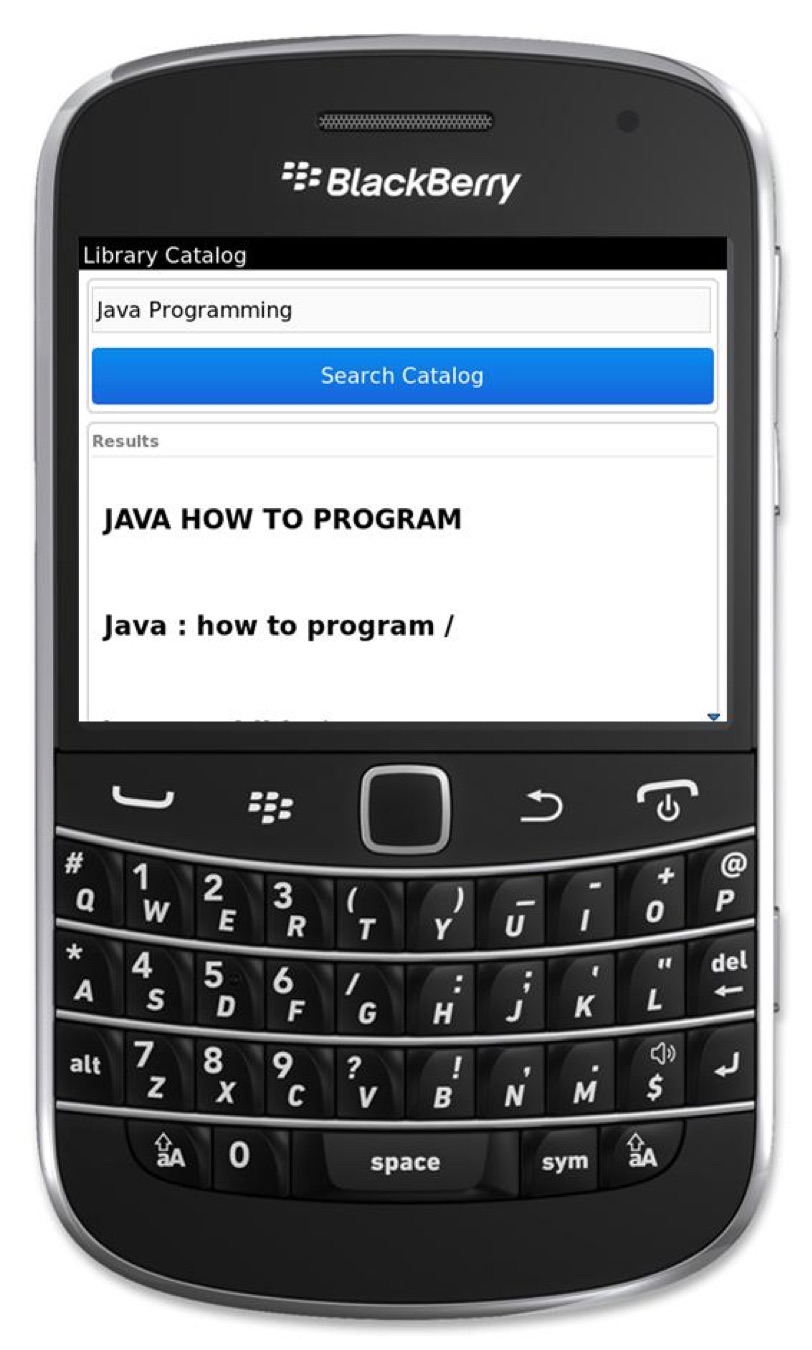 BlackBerry
Library Catalog
Java Programming
Search Catalog
Results
JAVA HOW TO PROGRAM
Java : how to program /
# 1 2 3 ( ) _ - + @
Q W E R T Y U I O P
* 4 5 6 / : ; ' " del
A S D F G H J K L
alt 7 8 9 ? ! , .
Z X C V B N M $
aA 0 space sym aA